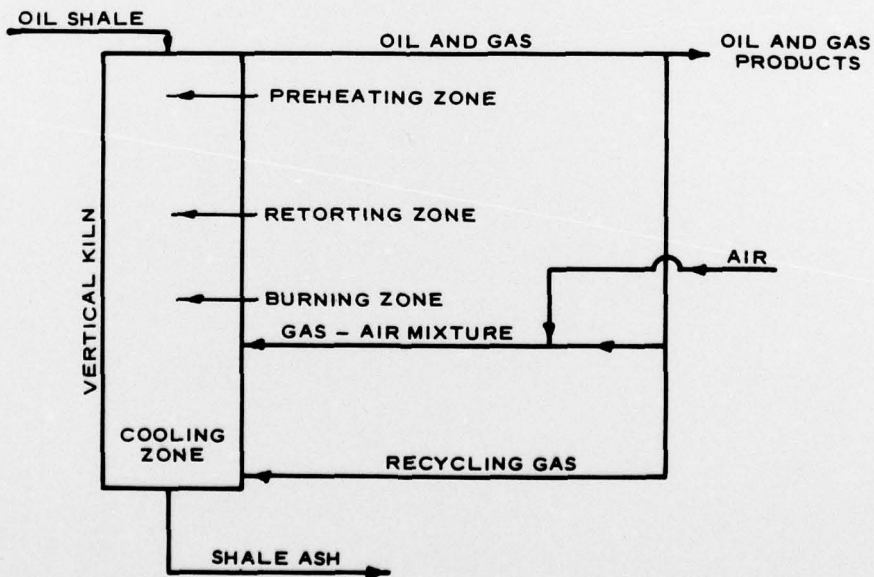 OIL SHALE
OIL AND GAS
OIL AND GAS
PRODUCTS
PREHEATING ZONE
RETORTING ZONE
AIR
BURNING ZONE
GAS – AIR MIXTURE
VERTICAL KILN
COOLING
ZONE
RECYCLING GAS
SHALE ASH